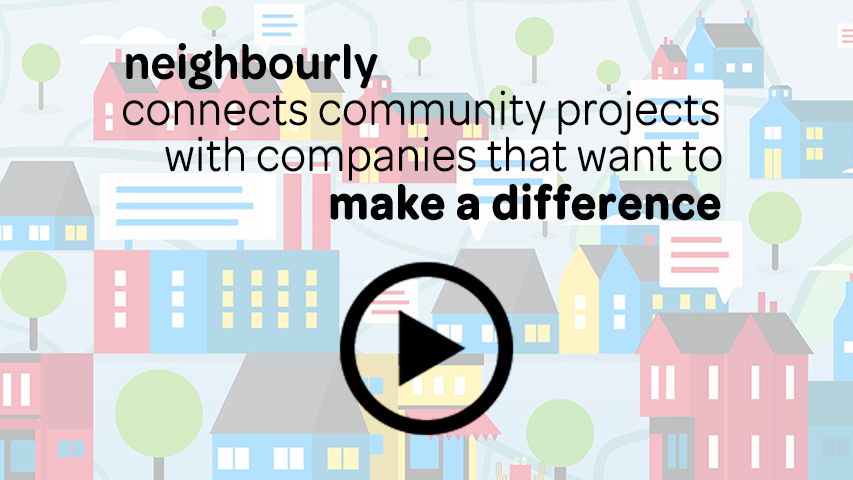 neighbourly
connects community projects
with companies that want to
make a difference